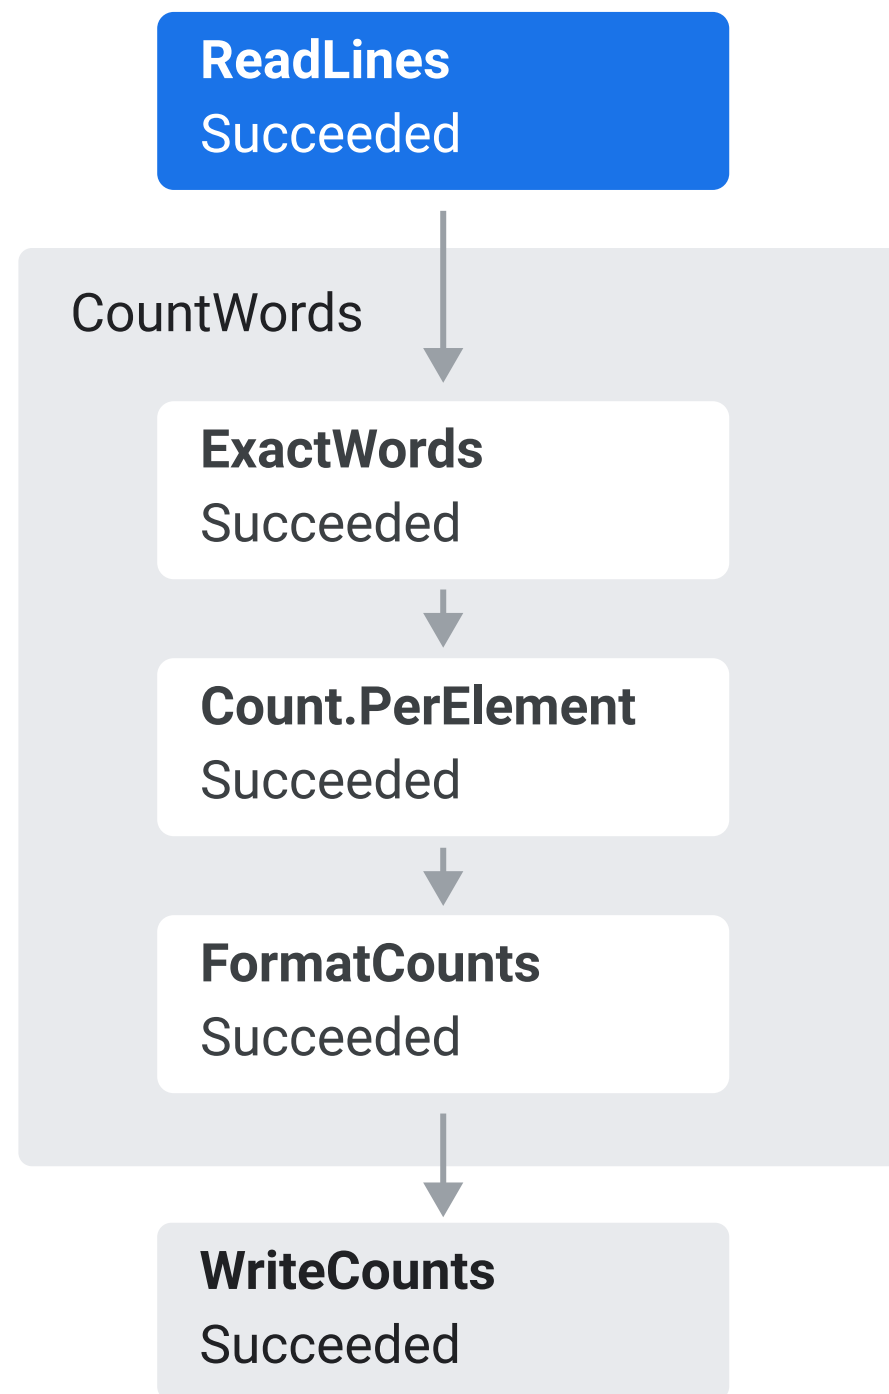 ReadLines
Succeeded
CountWords
ExactWords
Succeeded
Count.PerElement
Succeeded
FormatCounts
Succeeded
WriteCounts
Succeeded